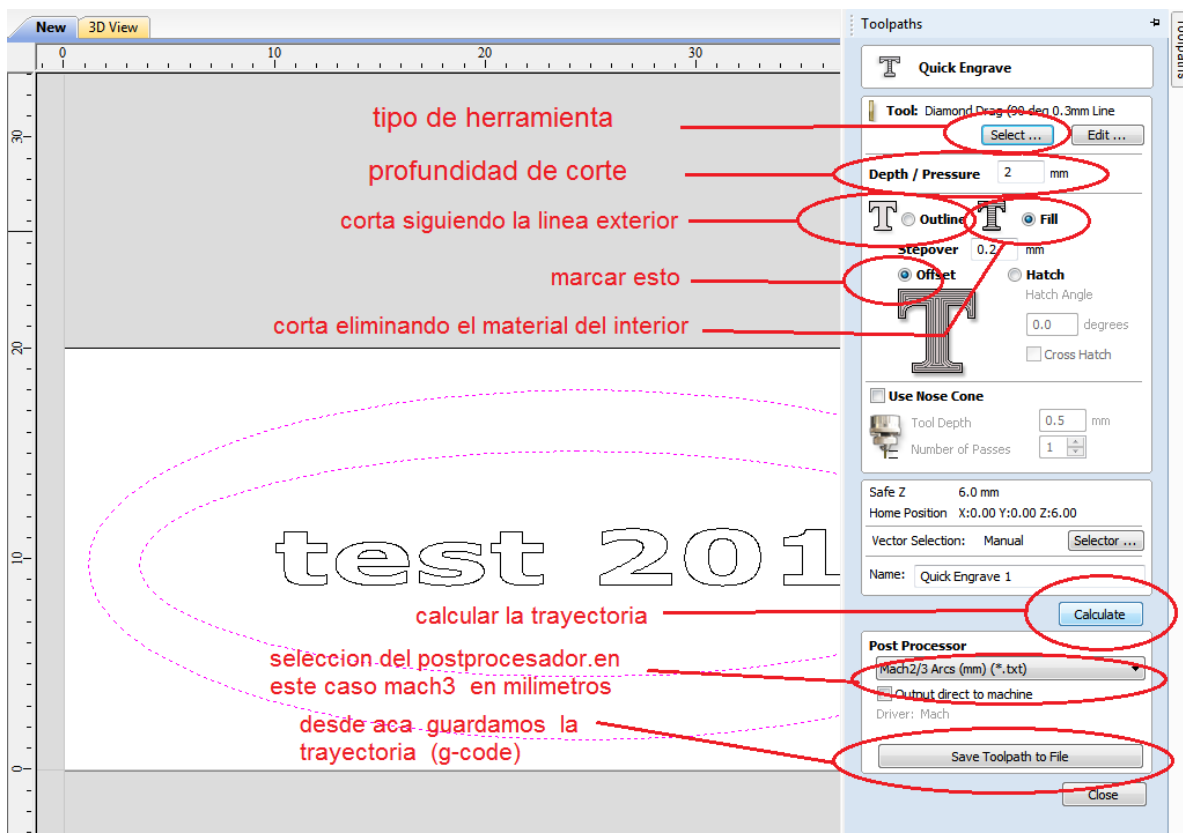 New
3D View
Toolpaths
Toolpaths
0 10 20 30
30
20
10
0
Quick Engrave
Tool: Diamond Drag (90 deg 0.3mm Line
Select ...
Edit ...
tipo de herramienta
Depth / Pressure 2 mm
profundidad de corte
Outline
Fill
corta siguiendo la linea exterior
Stepover 0.2 mm
Offset
Hatch
marcar esto
Hatch Angle
0.0 degrees
corta eliminando el material del interior
Cross Hatch
Use Nose Cone
Tool Depth 0.5 mm
Number of Passes 1
Safe Z 6.0 mm
Home Position X:0.00 Y:0.00 Z:6.00
Vector Selection: Manual
Selector ...
test 201
Name: Quick Engrave 1
calcular la trayectoria
Calculate
Post Processor
seleccion del postprocesador.en
este caso mach3 en milimetros
Mach2/3 Arcs (mm) (*.txt)
Output direct to machine
Driver: Mach
desde aca guardamos la
trayectoria (g-code)
Save Toolpath to File
Close